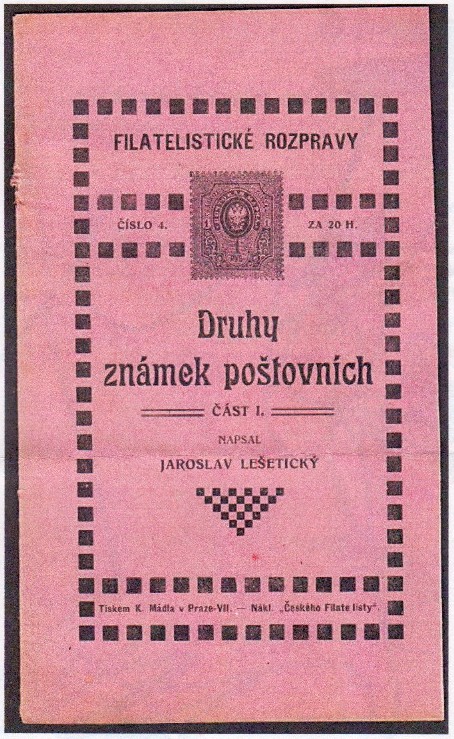 FILATELISTICKÉ ROZPRAVY
ČÍSLO 4.
1
ZA 20 H.
Druhy
známek poštovních
ČÁST I.
NAPSAL
JAROSLAV LEŠETICKÝ
Tiskem K. Mádla v Praze-VII. — Nákl. „Českého Filatelisty".